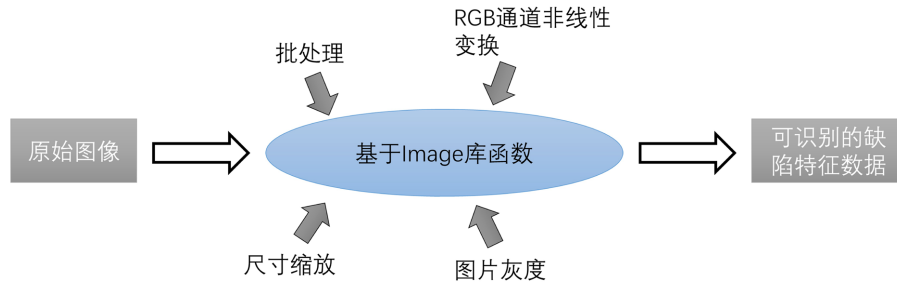 RGB通道非线性
变换
批处理
原始图像
基于Image库函数
可识别的缺
陷特征数据
尺寸缩放
图片灰度